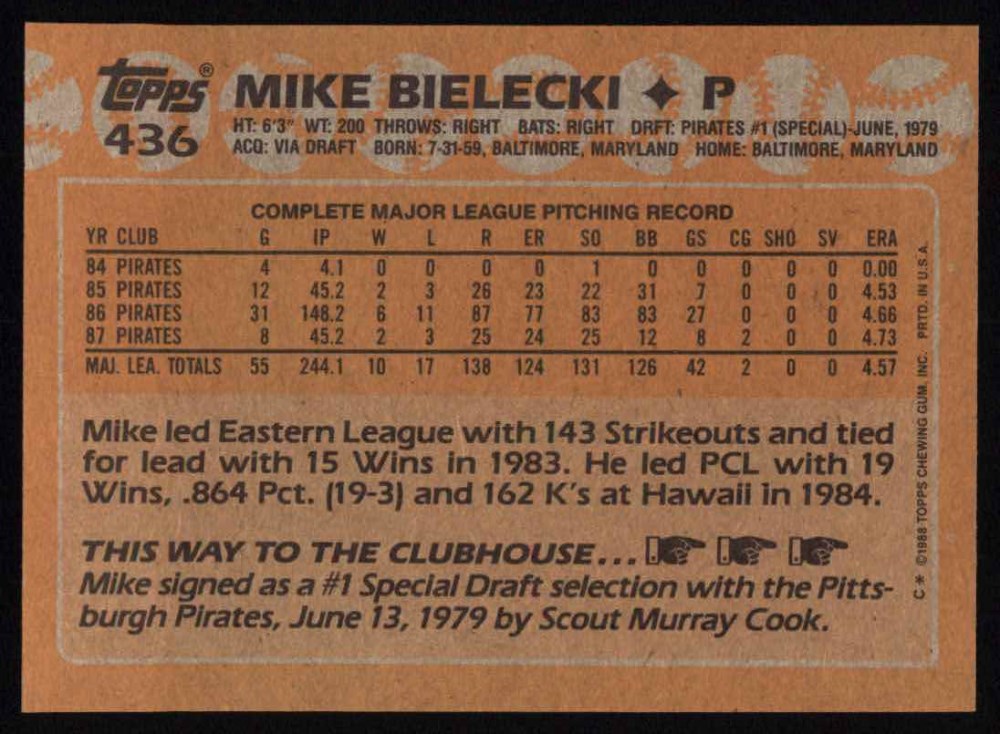 Topps® MIKE BIELECKI ✦ P
436
HT: 6'3" WT: 200 THROWS: RIGHT BATS: RIGHT DRFT: PIRATES #1 (SPECIAL)-JUNE, 1979
ACQ: VIA DRAFT BORN: 7-31-59, BALTIMORE, MARYLAND HOME: BALTIMORE, MARYLAND
COMPLETE MAJOR LEAGUE PITCHING RECORD
YR CLUB G IP W L R ER SO BB GS CG SHO SV ERA
84 PIRATES 4 4.1 0 0 0 0 1 0 0 0 0 0 0.00
85 PIRATES 12 45.2 2 3 26 23 22 31 7 0 0 0 4.53
86 PIRATES 31 148.2 6 11 87 77 83 83 27 0 0 0 4.66
87 PIRATES 8 45.2 2 3 25 24 25 12 8 2 0 0 4.73
MAJ. LEA. TOTALS 55 244.1 10 17 138 124 131 126 42 2 0 0 4.57
Mike led Eastern League with 143 Strikeouts and tied
for lead with 15 Wins in 1983. He led PCL with 19
Wins, .864 Pct. (19-3) and 162 K's at Hawaii in 1984.
THIS WAY TO THE CLUBHOUSE...
Mike signed as a #1 Special Draft selection with the Pitts-
burgh Pirates, June 13, 1979 by Scout Murray Cook.
C* ©1988 TOPPS CHEWING GUM, INC. PRTD. IN U.S.A.